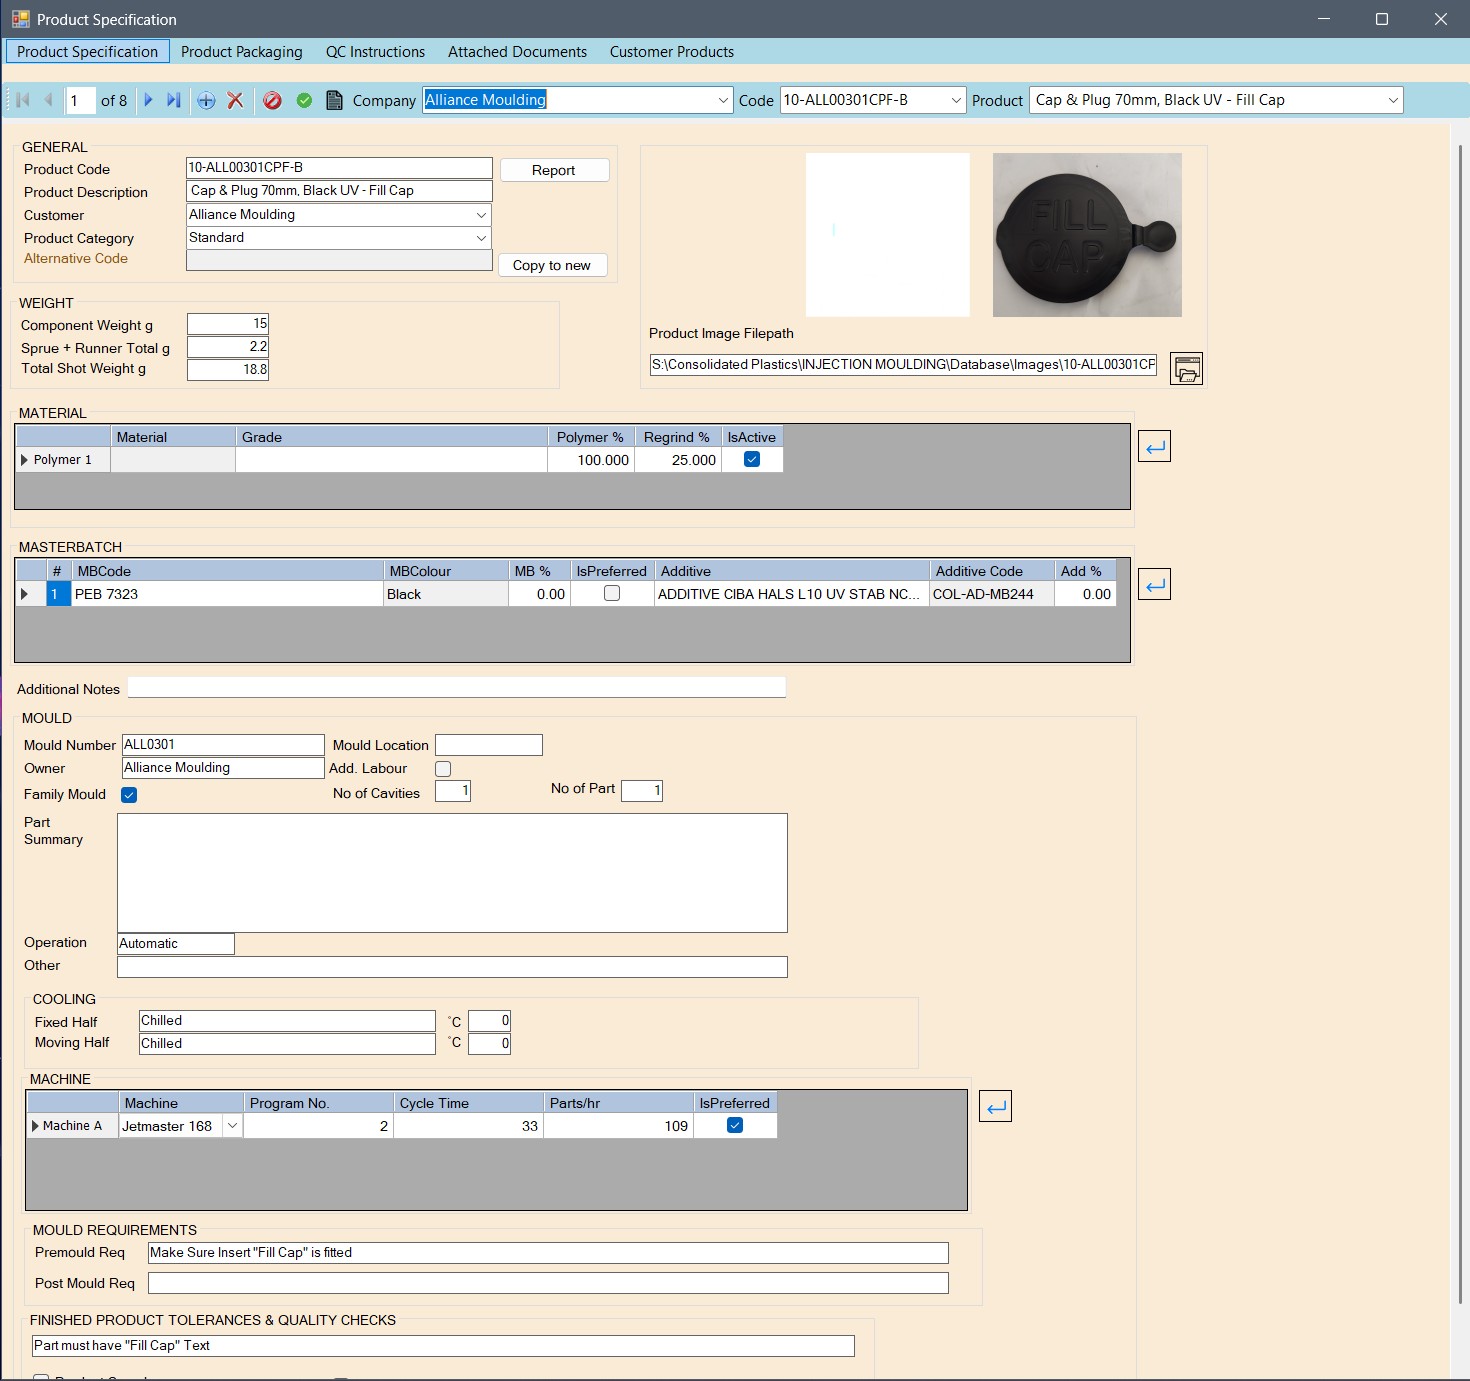 Product Specification
Product Specification Product Packaging QC Instructions Attached Documents Customer Products
1 of 8 Company Alliance Moulding Code 10-ALL00301CPF-B Product Cap & Plug 70mm, Black UV - Fill Cap
GENERAL
Product Code 10-ALL00301CPF-B Report
Product Description Cap & Plug 70mm, Black UV - Fill Cap
Customer Alliance Moulding
Product Category Standard
Alternative Code
Copy to new
FILL
CAP
WEIGHT
Component Weight g 15
Sprue + Runner Total g 2.2
Total Shot Weight g 18.8
Product Image Filepath
S:\Consolidated Plastics\INJECTION MOULDING\Database\Images\10-ALL00301CP
MATERIAL
Material Grade Polymer % Regrind % IsActive
Polymer 1 100.000 25.000
MASTERBATCH
# MBCode MBColour MB % IsPreferred Additive Additive Code Add %
1 PEB 7323 Black 0.00 ADDITIVE CIBA HALS L10 UV STAB NC... COL-AD-MB244 0.00
Additional Notes
MOULD
Mould Number ALL0301 Mould Location
Owner Alliance Moulding Add. Labour
Family Mould No of Cavities 1 No of Part 1
Part
Summary
Operation Automatic
Other
COOLING
Fixed Half Chilled °C 0
Moving Half Chilled °C 0
MACHINE
Machine Program No. Cycle Time Parts/hr IsPreferred
Machine A Jetmaster 168 2 33 109
MOULD REQUIREMENTS
Premould Req Make Sure Insert "Fill Cap" is fitted
Post Mould Req
FINISHED PRODUCT TOLERANCES & QUALITY CHECKS
Part must have "Fill Cap" Text